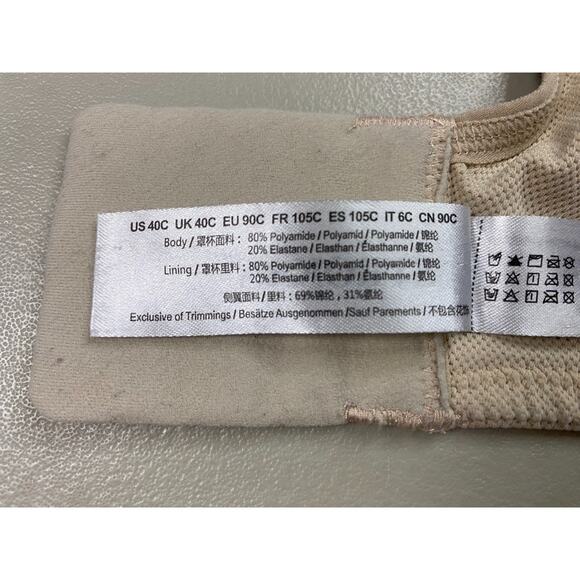 US 40C UK 40C EU 90C FR 105C ES 105C IT 6C CN 90C
Body / 罩杯面料 : 80% Polyamide / Polyamid / Polyamide / 锦纶
20% Elastane / Elasthan / Élasthanne / 氨纶
Lining / 罩杯里料 : 80% Polyamide / Polyamid / Polyamide / 锦纶
20% Elastane / Elasthan / Élasthanne / 氨纶
侧翼面料 / 里料 : 69%锦纶, 31%氨纶
Exclusive of Trimmings / Besätze Ausgenommen /Sauf Parements / 不包含花饰